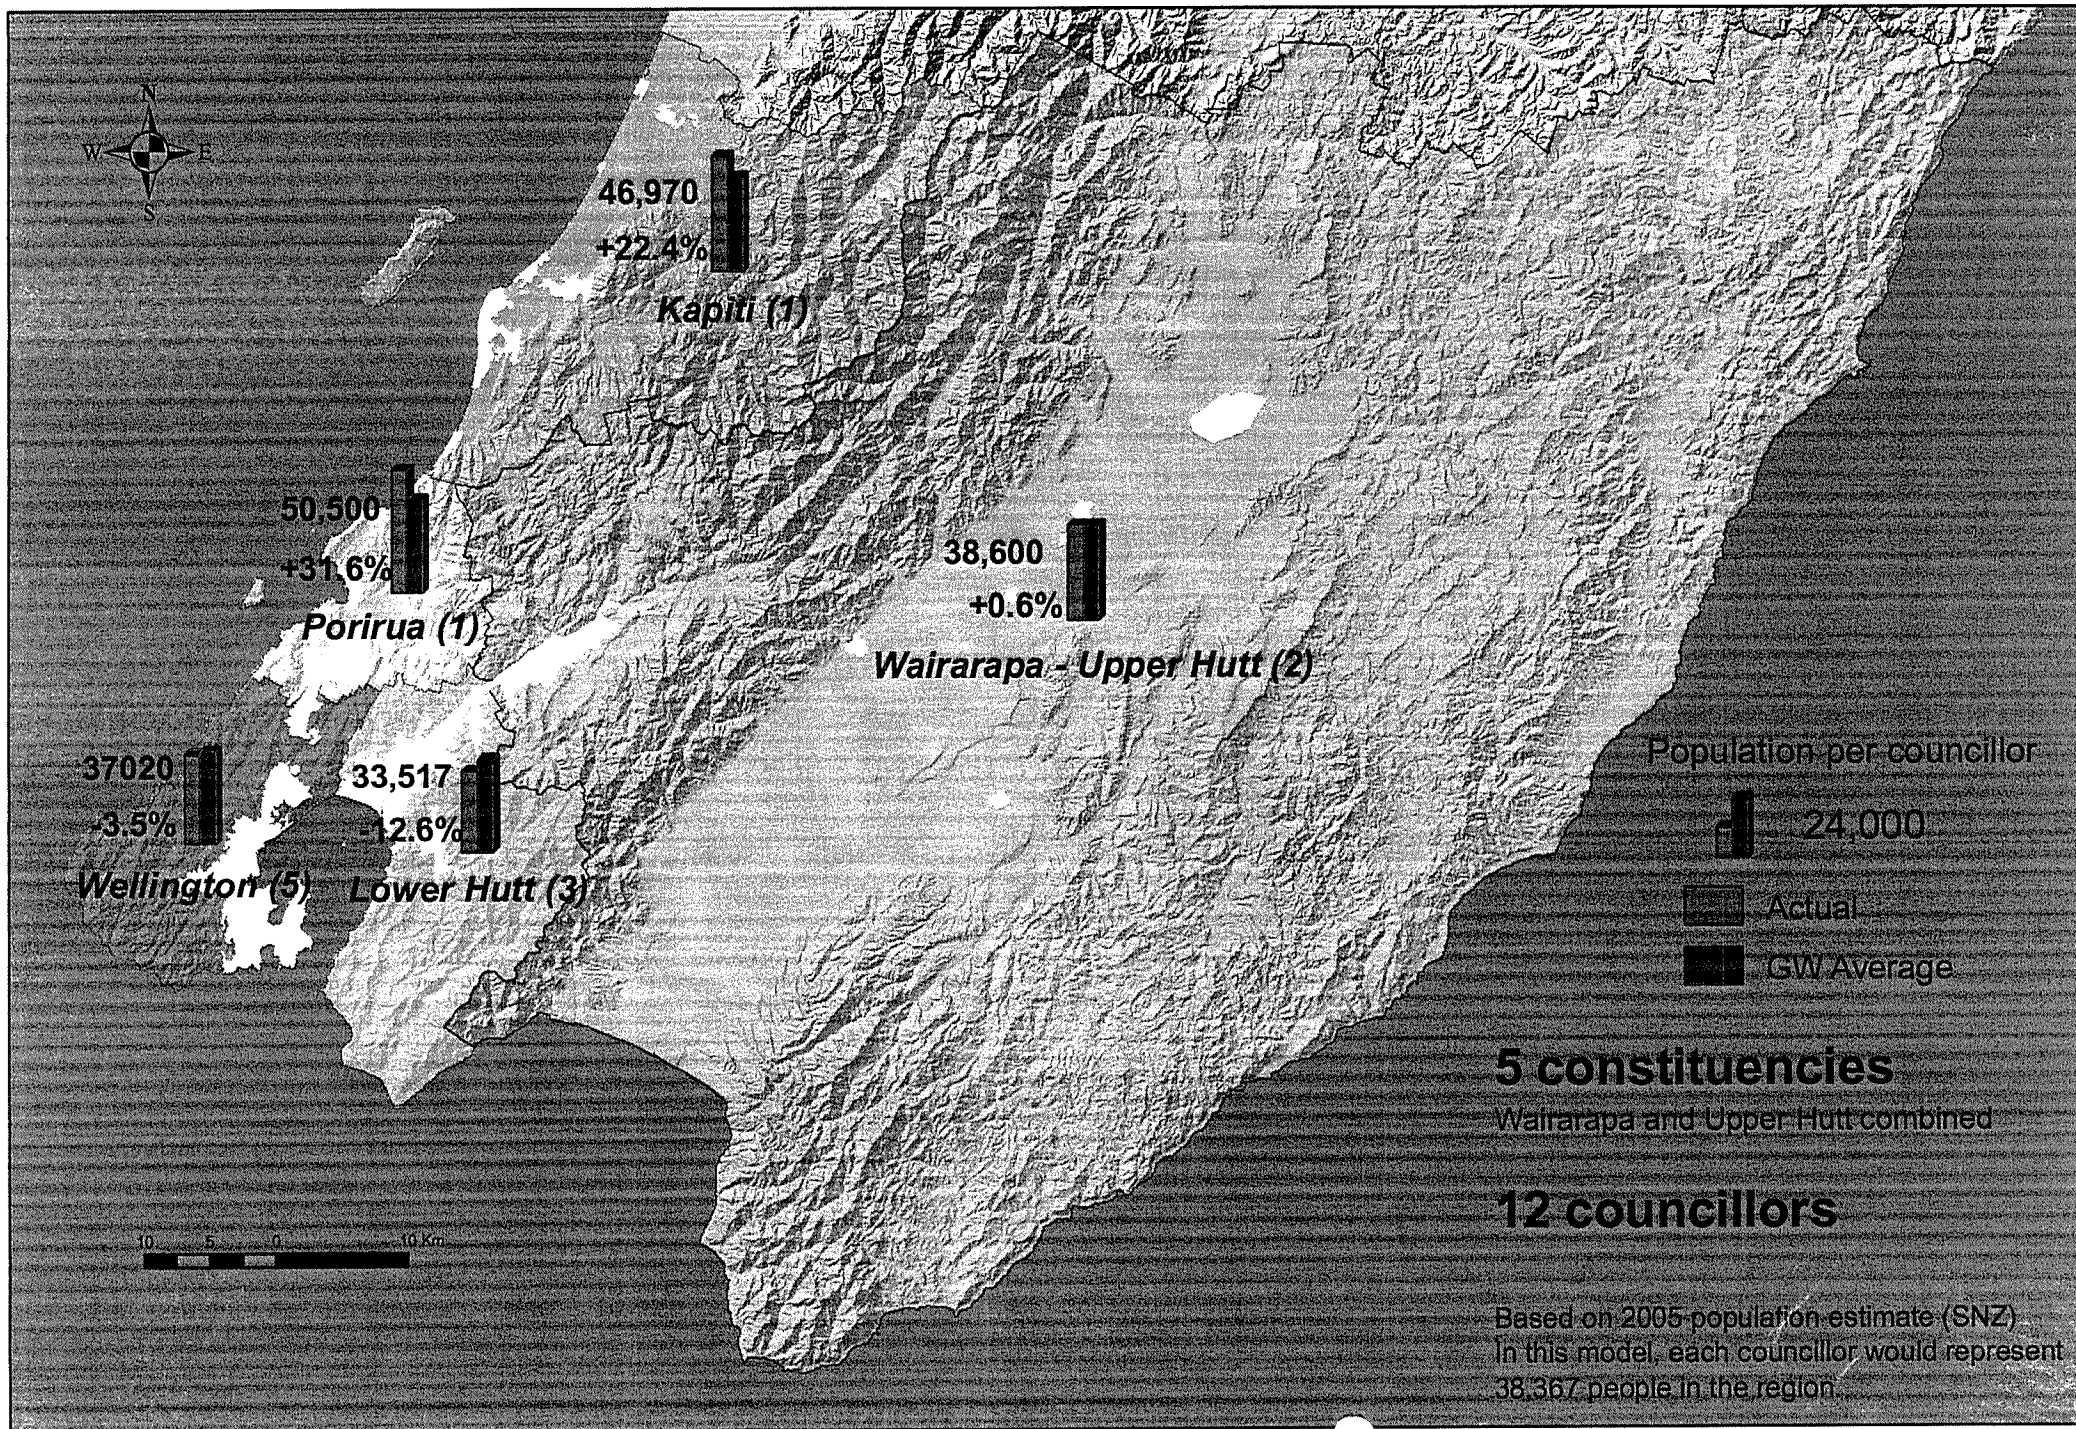 N
W E
S
46,970
+22.4%
Kapiti (1)
50,500
+31.6%
Porirua (1)
38,600
+0.6%
Wairarapa - Upper Hutt (2)
37020
-3.5%
Wellington (5)
33,517
-12.6%
Lower Hutt (3)
Population per councillor
24,000
Actual
GW Average
5 constituencies
Wairarapa and Upper Hutt combined
12 councillors
10 5 0 10 Km
Based on 2005 population estimate (SNZ)
In this model, each councillor would represent
38,367 people in the region.